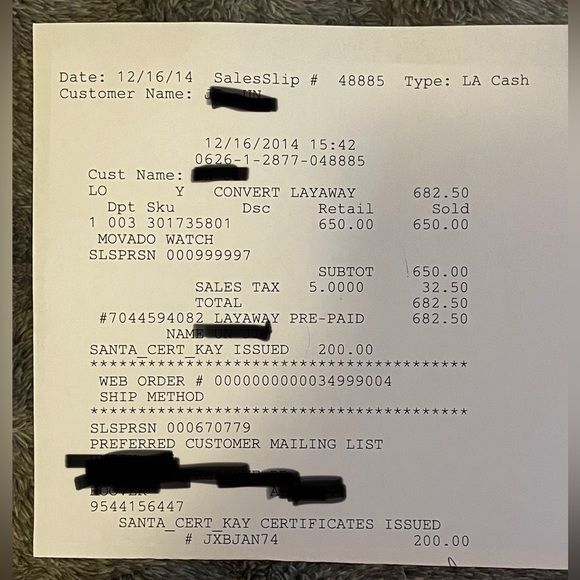 Date: 12/16/14 SalesSlip # 48885 Type: LA Cash
Customer Name:
12/16/2014 15:42
0626-1-2877-048885
Cust Name:
LO Y CONVERT LAYAWAY 682.50
Dpt Sku Dsc Retail Sold
1 003 301735801 650.00 650.00
MOVADO WATCH
SLSPRSN 000999997
SUBTOT 650.00
SALES TAX 5.0000 32.50
TOTAL 682.50
#7044594082 LAYAWAY PRE-PAID 682.50
NAME
SANTA_CERT_KAY ISSUED 200.00
*****************************************
WEB ORDER # 0000000000034999004
SHIP METHOD
*****************************************
SLSPRSN 000670779
PREFERRED CUSTOMER MAILING LIST
9544156447
SANTA_CERT_KAY CERTIFICATES ISSUED
# JXBJAN74 200.00